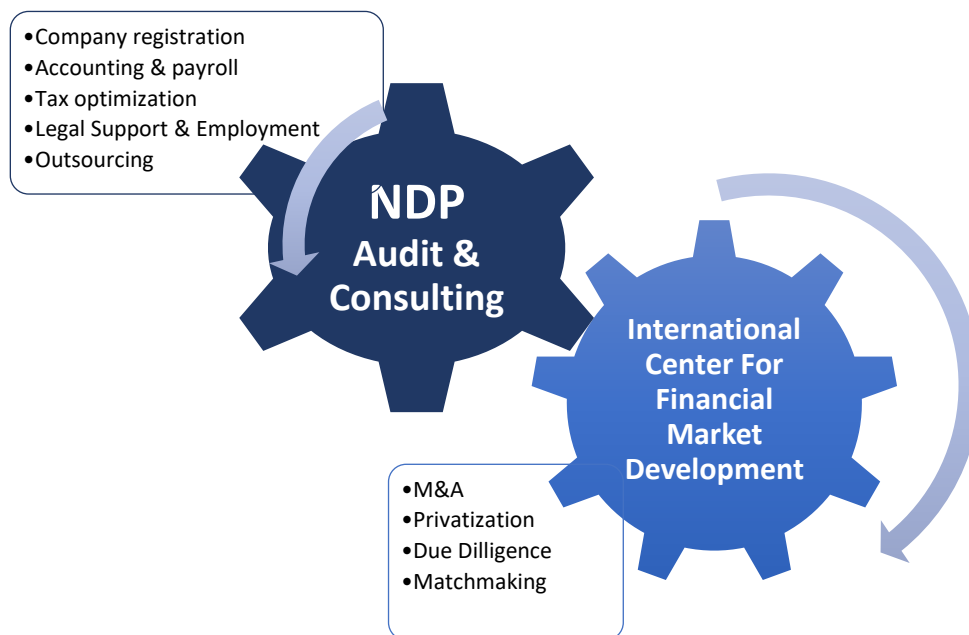 •Company registration
•Accounting & payroll
•Tax optimization
•Legal Support & Employment
•Outsourcing
NDP
Audit &
Consulting
International
Center For
Financial
Market
Development
•M&A
•Privatization
•Due Dilligence
•Matchmaking